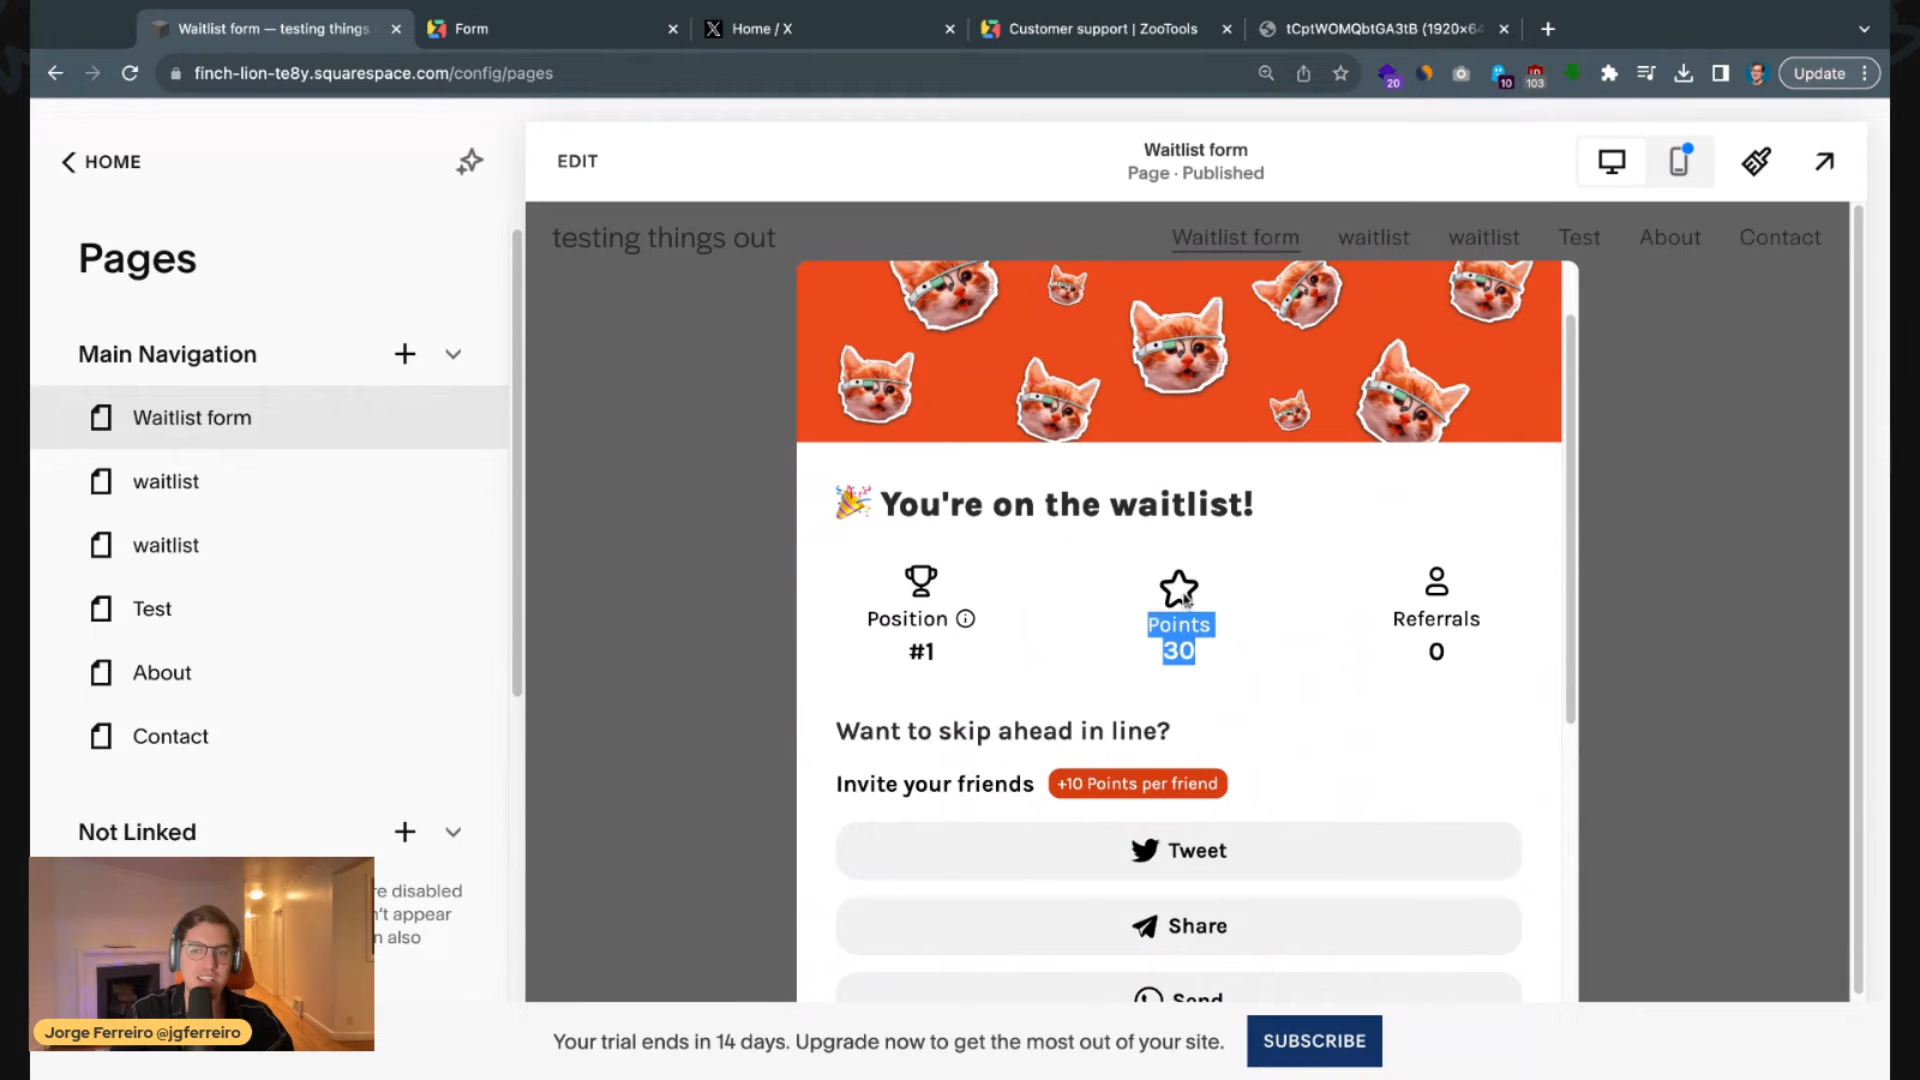 Waitlist form — testing things
Form
Home / X
Customer support | ZooTools
tCptWOMQbtGA3tB (1920×64
finch-lion-te8y.squarespace.com/config/pages
20
10
103
Update
HOME
EDIT
Waitlist form
Page · Published
Pages
Main Navigation
Waitlist form
waitlist
waitlist
Test
About
Contact
Not Linked
re disabled
n't appear
n also
testing things out
Waitlist form
waitlist
waitlist
Test
About
Contact
You're on the waitlist!
Position
#1
Points
30
Referrals
0
Want to skip ahead in line?
Invite your friends
+10 Points per friend
Tweet
Share
Send
Jorge Ferreiro @jgferreiro
Your trial ends in 14 days. Upgrade now to get the most out of your site.
SUBSCRIBE